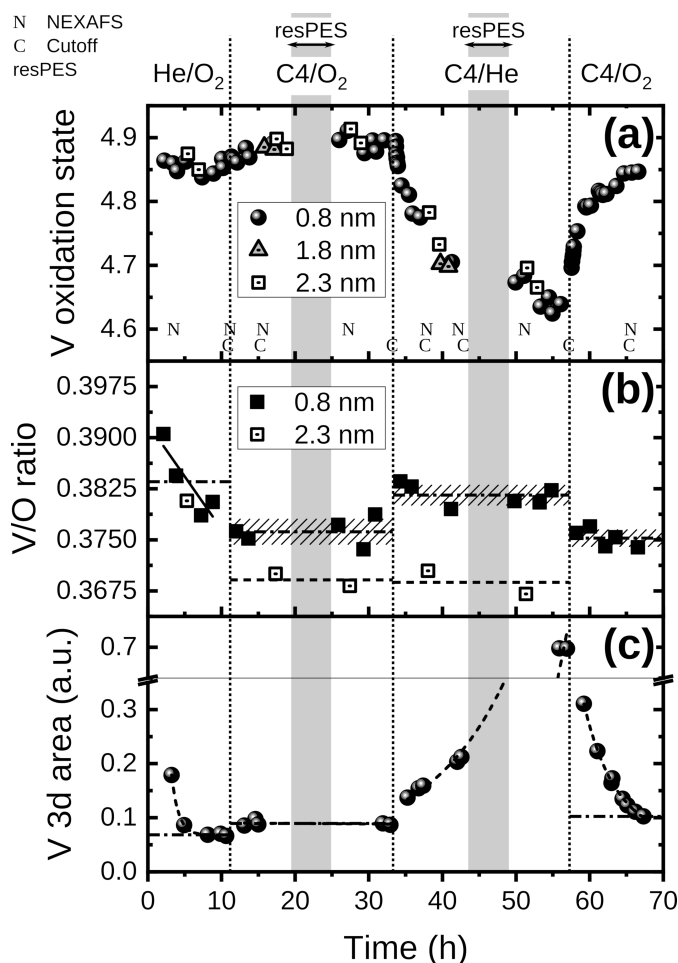 N NEXAFS
C Cutoff
resPES
resPES resPES
He/O2 C4/O2 C4/He C4/O2
V oxidation state
4.9
4.8
4.7
4.6
(a)
0.8 nm
1.8 nm
2.3 nm
N N N N N N N N
C C C C C C C
V/O ratio
0.3975
0.3900
0.3825
0.3750
0.3675
(b)
0.8 nm
2.3 nm
V 3d area (a.u.)
0.7
0.3
0.2
0.1
0.0
(c)
0 10 20 30 40 50 60 70
Time (h)